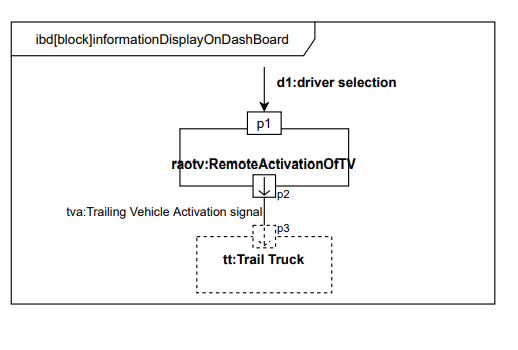 ibd[block]informationDisplayOnDashBoard
d1:driver selection
p1
raotv:RemoteActivationOfTV
p2
tva:Trailing Vehicle Activation signal
p3
tt:Trail Truck